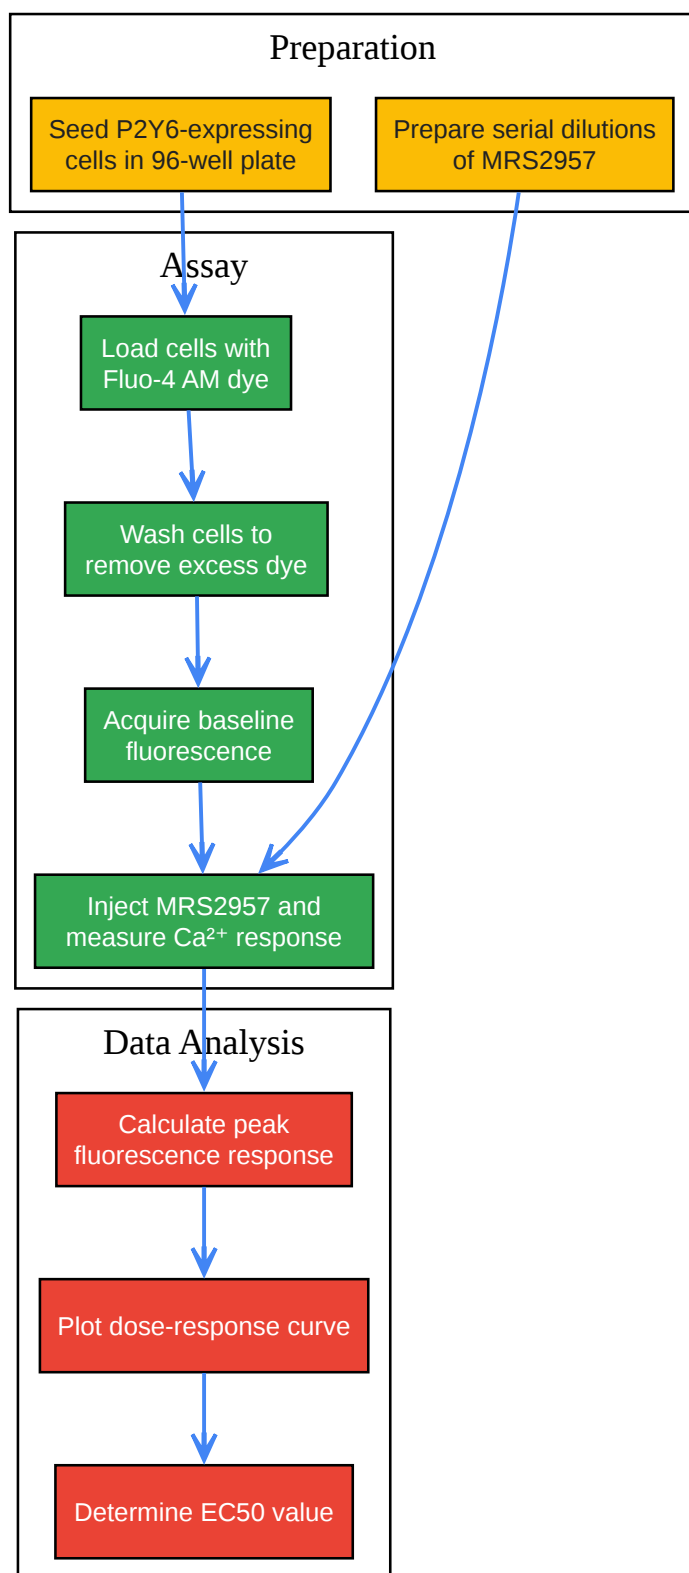 Preparation
Seed P2Y6-expressing
cells in 96-well plate
Prepare serial dilutions
of MRS2957
Assay
Load cells with
Fluo-4 AM dye
Wash cells to
remove excess dye
Acquire baseline
fluorescence
Inject MRS2957 and
measure Ca²⁺ response
Data Analysis
Calculate peak
fluorescence response
Plot dose-response curve
Determine EC50 value